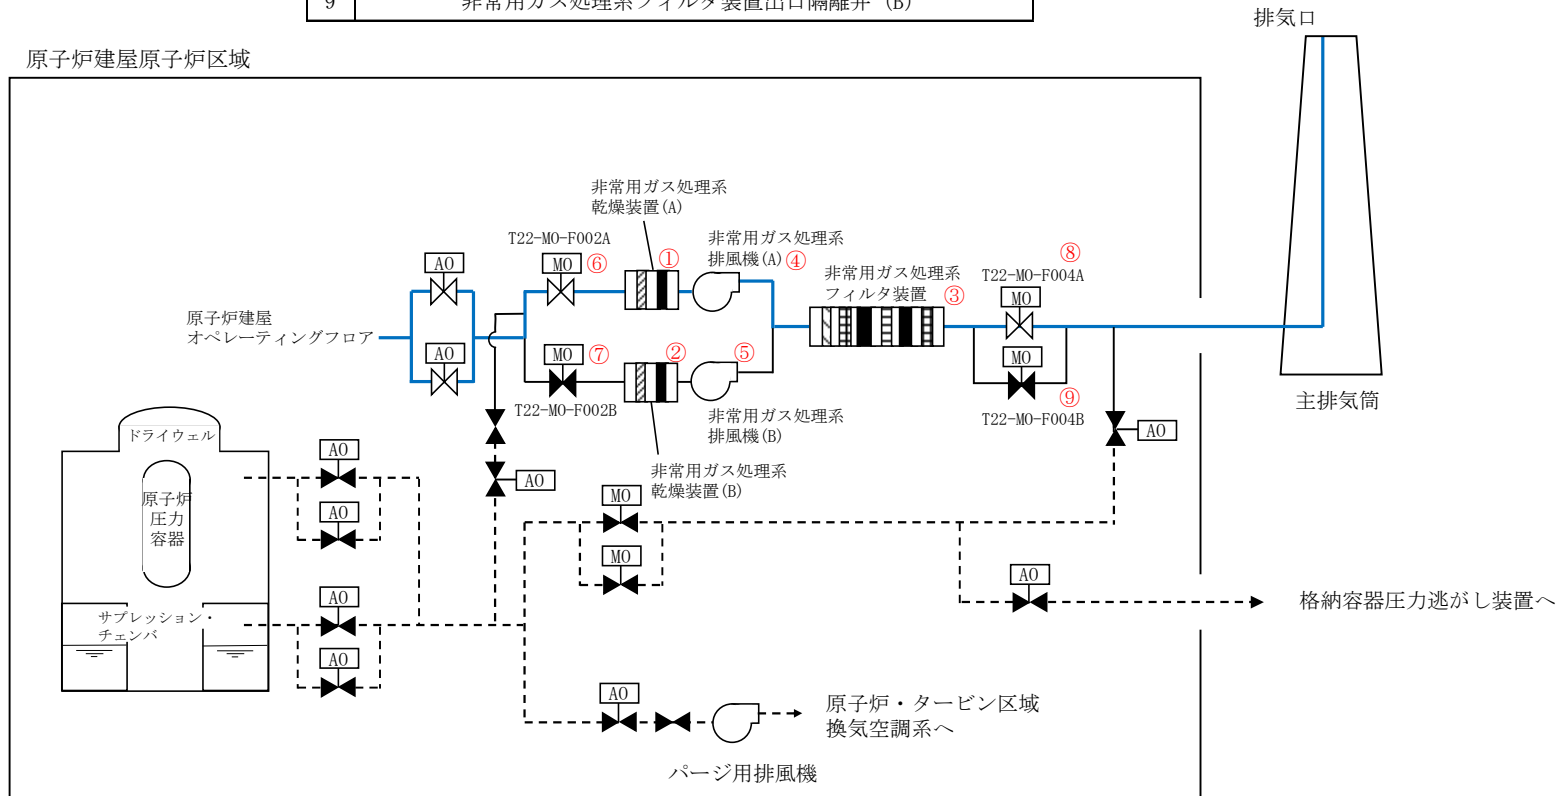 9 非常用ガス処理系フィルタ装置出口隔離弁 (B)
排気口
原子炉建屋原子炉区域
非常用ガス処理系
乾燥装置(A)
T22-MO-F002A
非常用ガス処理系
排風機(A)
④
⑧
AO
MO
⑥
①
非常用ガス処理系
フィルタ装置
③
T22-MO-F004A
MO
原子炉建屋
オペレーティングフロア
AO
MO
⑦
②
⑤
MO
⑨
T22-MO-F002B
非常用ガス処理系
排風機(B)
T22-MO-F004B
主排気筒
ドライウェル
AO
AO
非常用ガス処理系
乾燥装置(B)
AO
原子炉
圧力
容器
AO
MO
MO
AO
AO
サプレッション・
チェンバ
格納容器圧力逃がし装置へ
AO
AO
原子炉・タービン区域
換気空調系へ
パージ用排風機